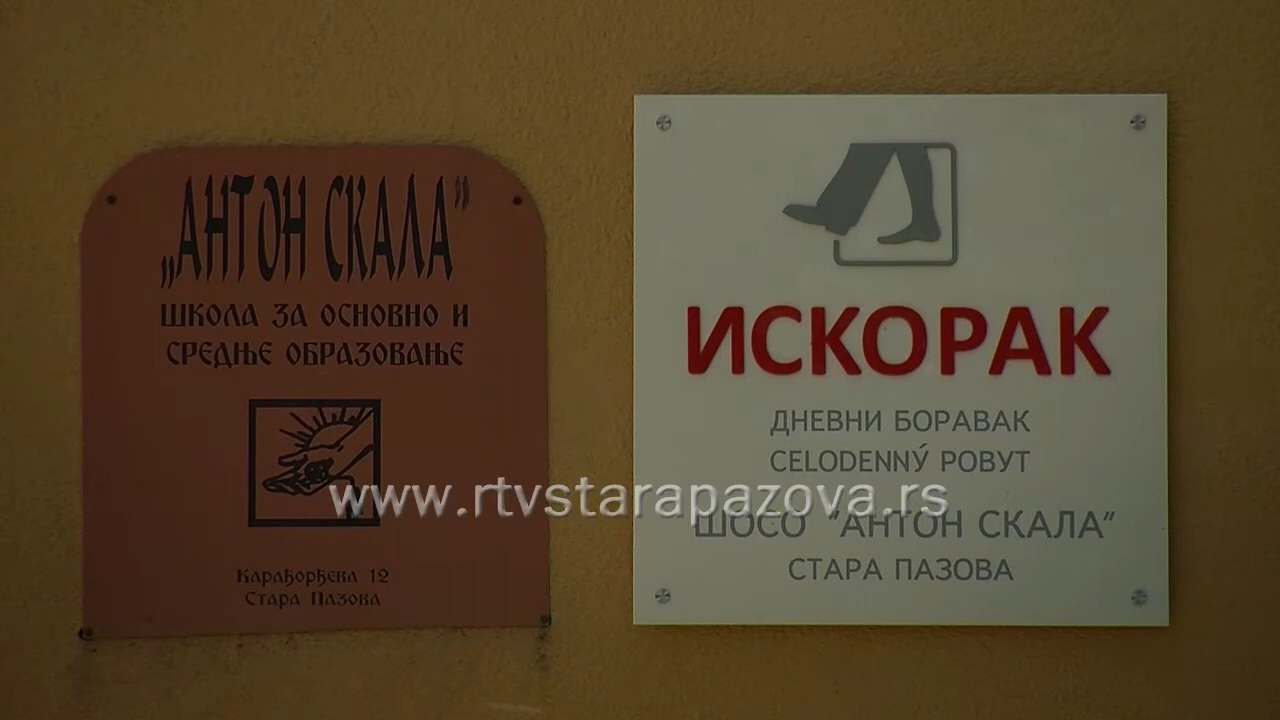 „АНТОН СКАЛА”
ШКОЛА ЗА ОСНОВНО И
СРЕДЊЕ ОБРАЗОВАЊЕ
Карађорђева 12
Стара Пазова
ИСКОРАК
ДНЕВНИ БОРАВАК
CELODENNÝ POBYT
ШОСО “АНТОН СКАЛА”
СТАРА ПАЗОВА
www.rtvstarapazova.rs